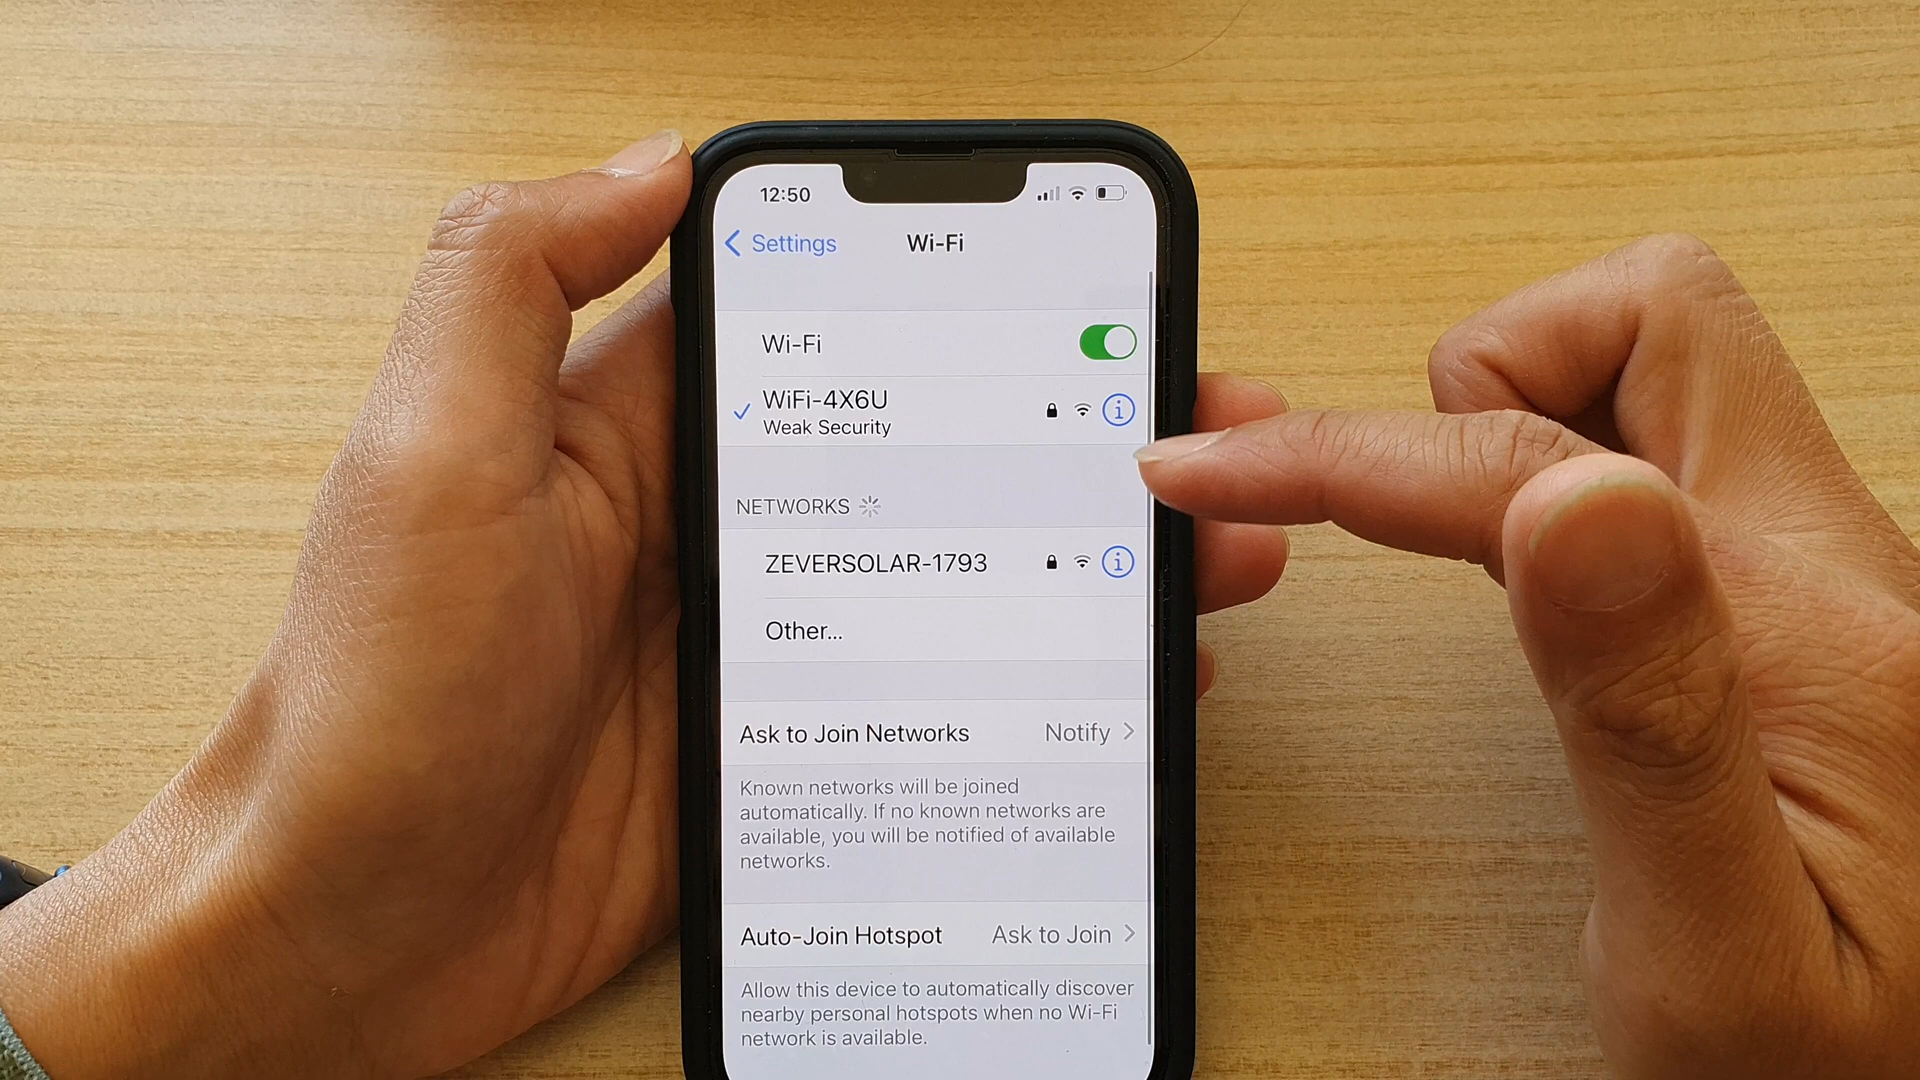 12:50
Settings
Wi-Fi
Wi-Fi
WiFi-4X6U
Weak Security
NETWORKS
ZEVERSOLAR-1793
Other...
Ask to Join Networks Notify
Known networks will be joined
automatically. If no known networks are
available, you will be notified of available
networks.
Auto-Join Hotspot Ask to Join
Allow this device to automatically discover
nearby personal hotspots when no Wi-Fi
network is available.